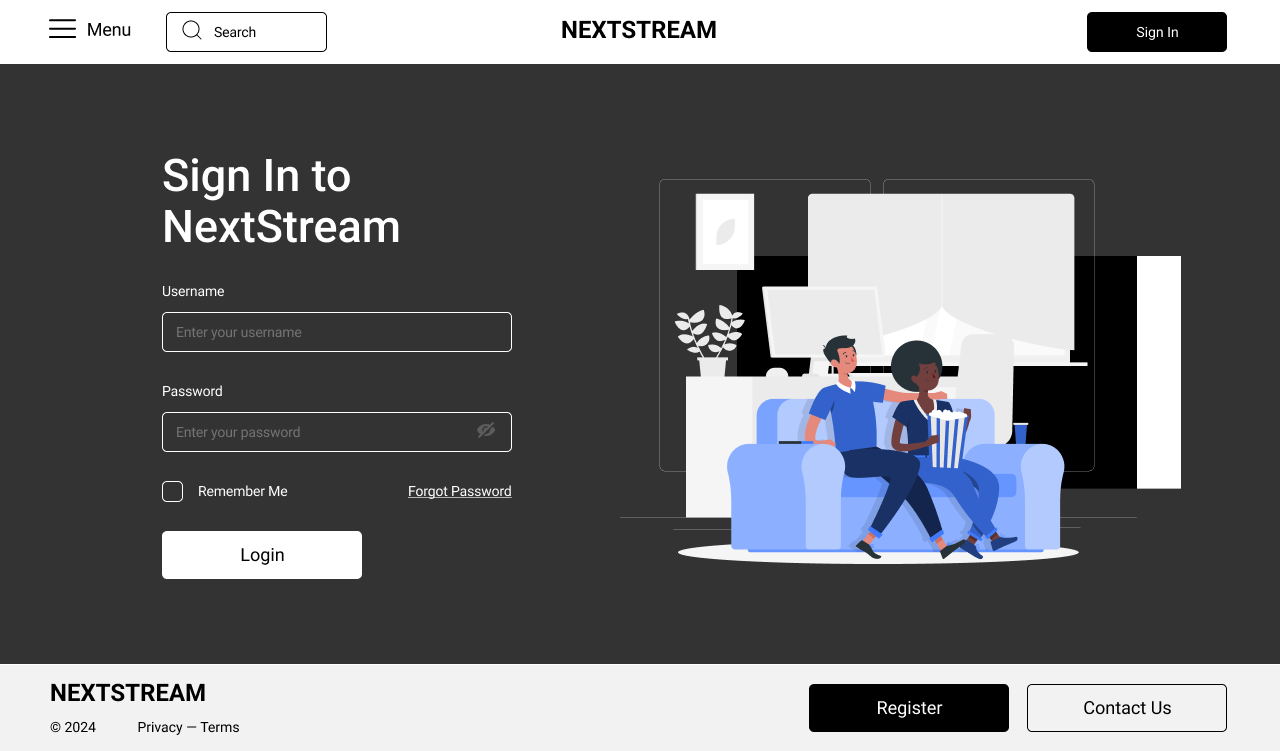 Menu
Search
NEXTSTREAM
Sign In
Sign In to
NextStream
Username
Enter your username
Password
Enter your password
Remember Me
Forgot Password
Login
NEXTSTREAM
© 2024
Privacy — Terms
Register
Contact Us